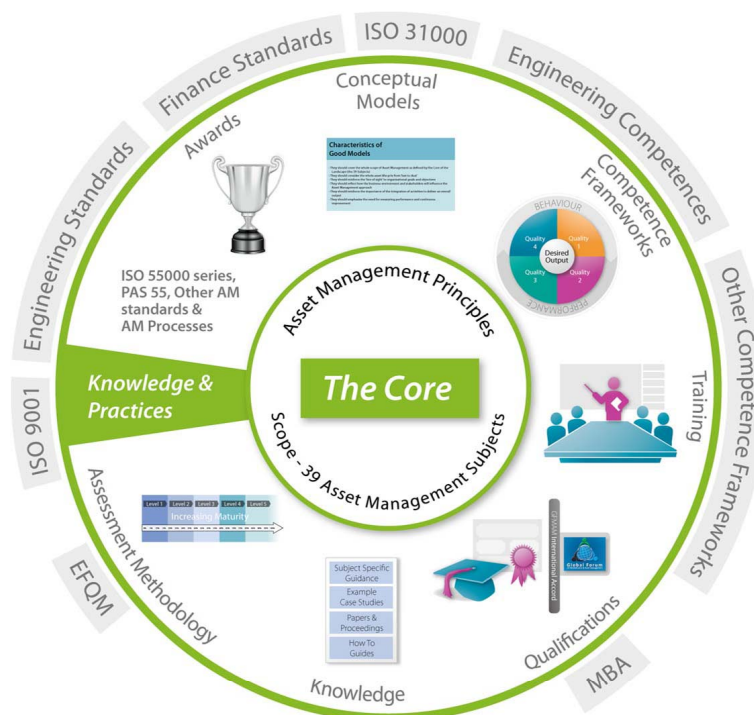 Finance Standards
ISO 31000
Engineering Competences
Other Competence Frameworks
MBA
EFQM
ISO 9001
Engineering Standards
Awards
Conceptual
Models
Characteristics of
Good Models
Competence
Frameworks
BEHAVIOUR
Quality
4
Quality
1
Desired
Output
Quality
3
Quality
2
PERFORMANCE
ISO 55000 series,
PAS 55, Other AM
standards &
AM Processes
Asset Management Principles
Knowledge &
Practices
The Core
Scope - 39 Asset Management Subjects
Training
Assessment Methodology
Level 1
Level 2
Level 3
Level 4
Level 5
Increasing Maturity
Subject Specific
Guidance
Example
Case Studies
Papers &
Proceedings
How To
Guides
Knowledge
GFMAM International Accord
Global Forum
Qualifications